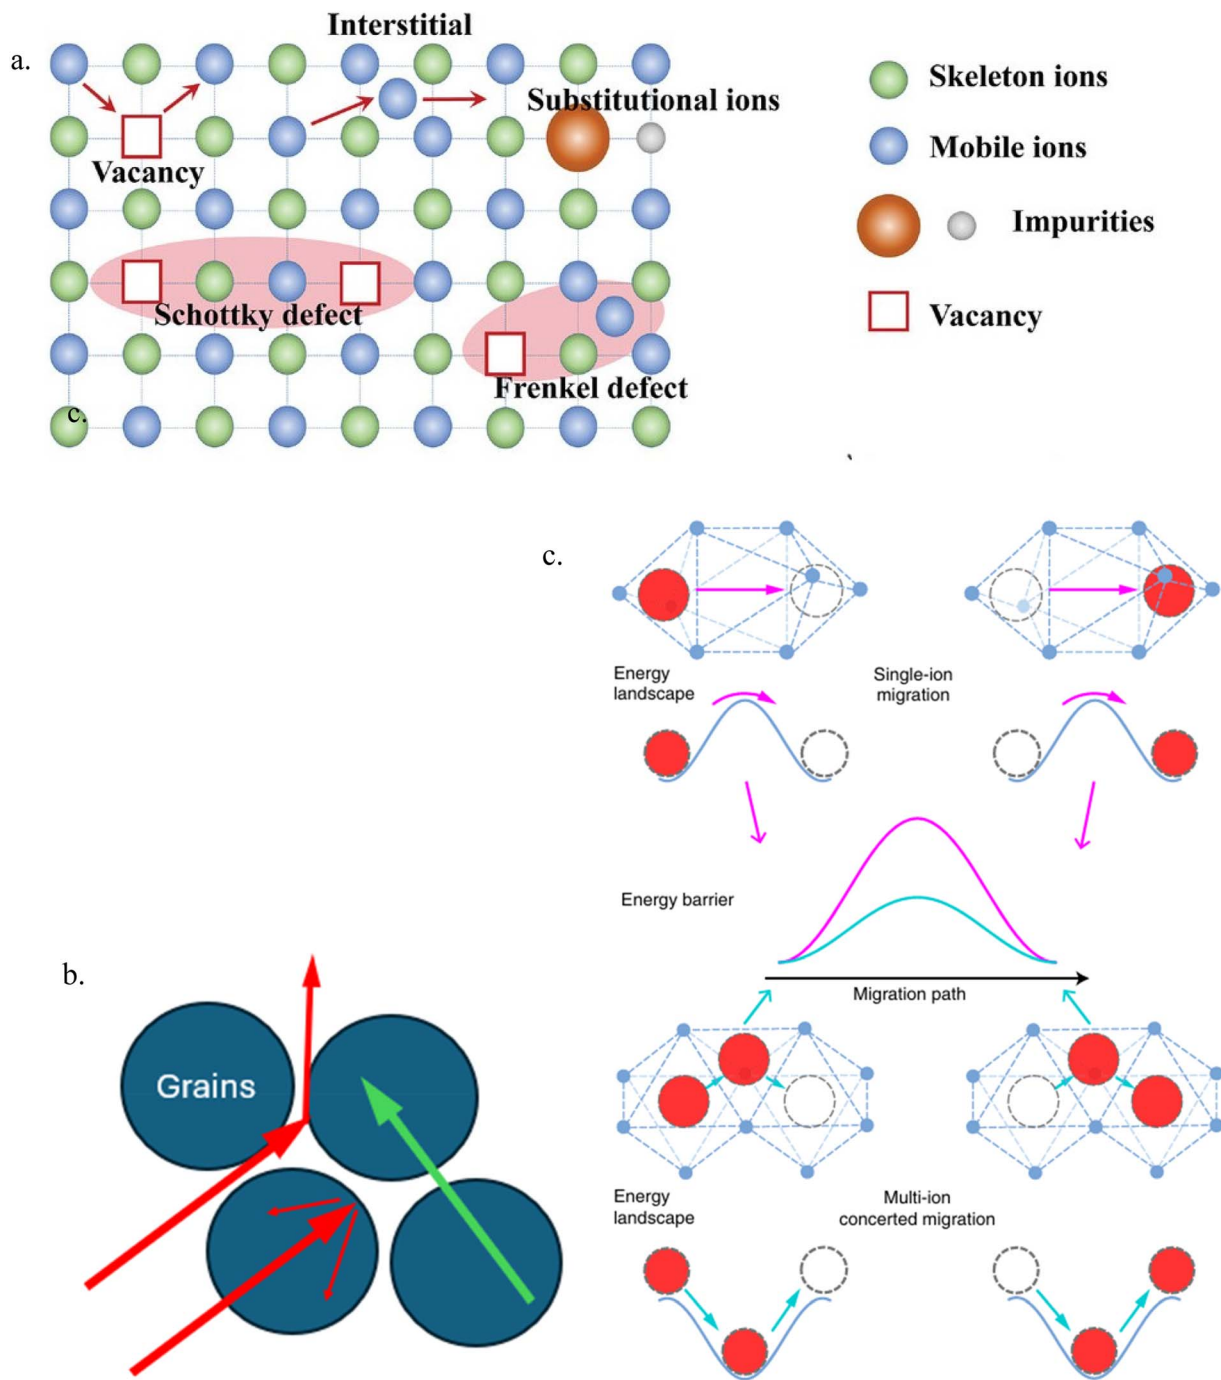 a.
Interstitial
Substitutional ions
Vacancy
Schottky defect
Frenkel defect
c.
Skeleton ions
Mobile ions
Impurities
Vacancy
c.
Energy
landscape
Single-ion
migration
Energy barrier
Migration path
Energy
landscape
Multi-ion
concerted migration
b.
Grains